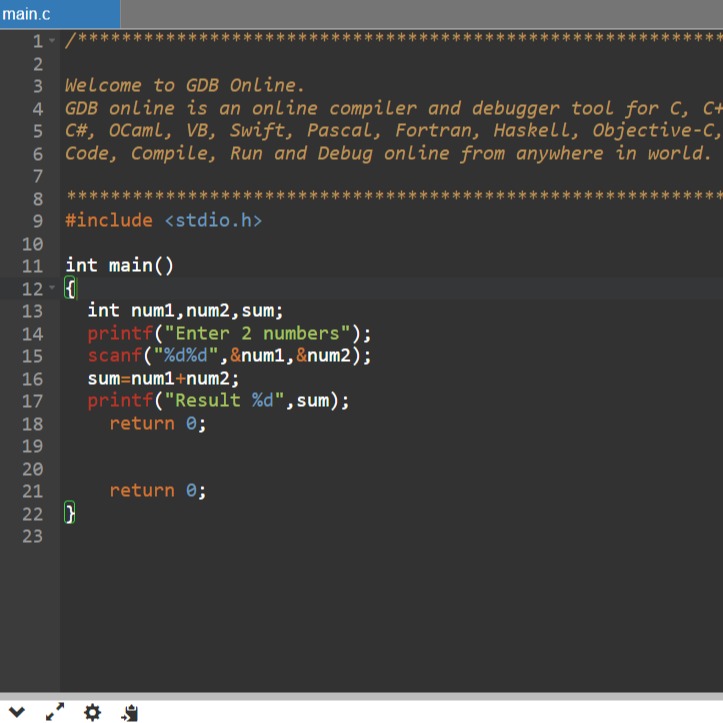 main.c
1 /***********************************************************
2
3 Welcome to GDB Online.
4 GDB online is an online compiler and debugger tool for C, C+
5 C#, OCaml, VB, Swift, Pascal, Fortran, Haskell, Objective-C,
6 Code, Compile, Run and Debug online from anywhere in world.
7
8 ************************************************************
9 #include <stdio.h>
10
11 int main()
12 {
13   int num1,num2,sum;
14   printf("Enter 2 numbers");
15   scanf("%d%d",&num1,&num2);
16   sum=num1+num2;
17   printf("Result %d",sum);
18     return 0;
19
20
21     return 0;
22 }
23